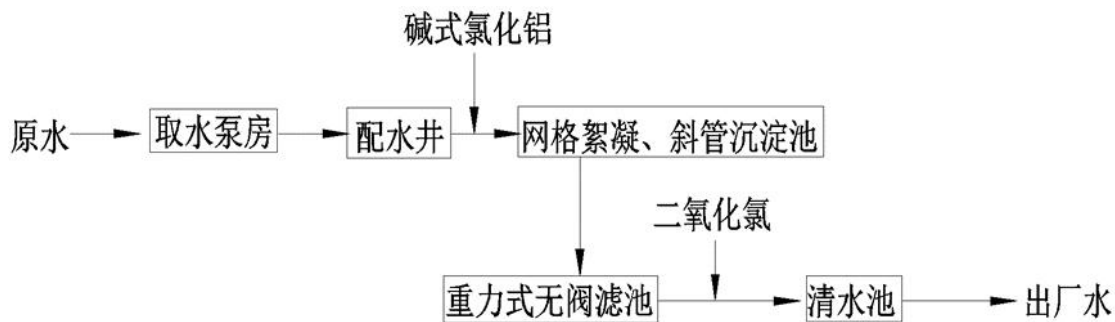 碱式氯化铝
原水
取水泵房
配水井
网格絮凝、斜管沉淀池
二氧化氯
重力式无阀滤池
清水池
出厂水